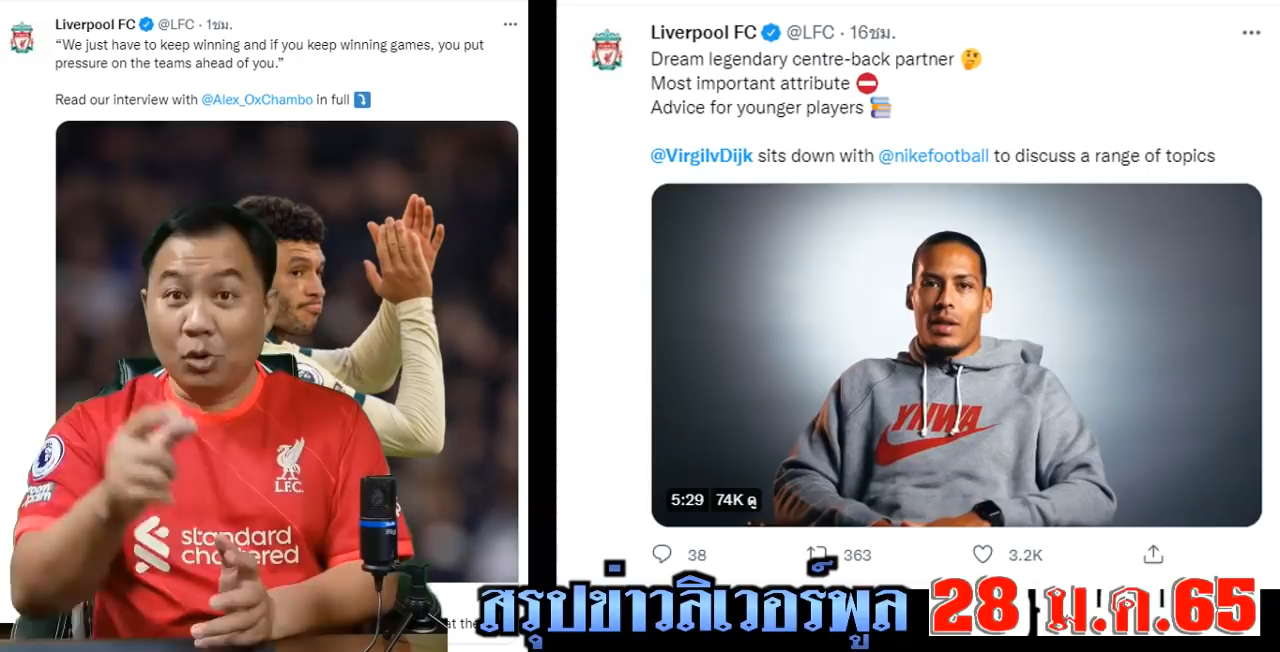 Liverpool FC @LFC · 1ชม.
“We just have to keep winning and if you keep winning games, you put
pressure on the teams ahead of you.”
Read our interview with @Alex_OxChambo in full
L.F.C.
standard
chartered
at the
Liverpool FC @LFC · 16ชม.
Dream legendary centre-back partner
Most important attribute
Advice for younger players
@VirgilvDijk sits down with @nikefootball to discuss a range of topics
YNWA
5:29 74K ดู
38 363 3.2K
สรุปข่าวลิเวอร์พูล 28 ม.ค.65